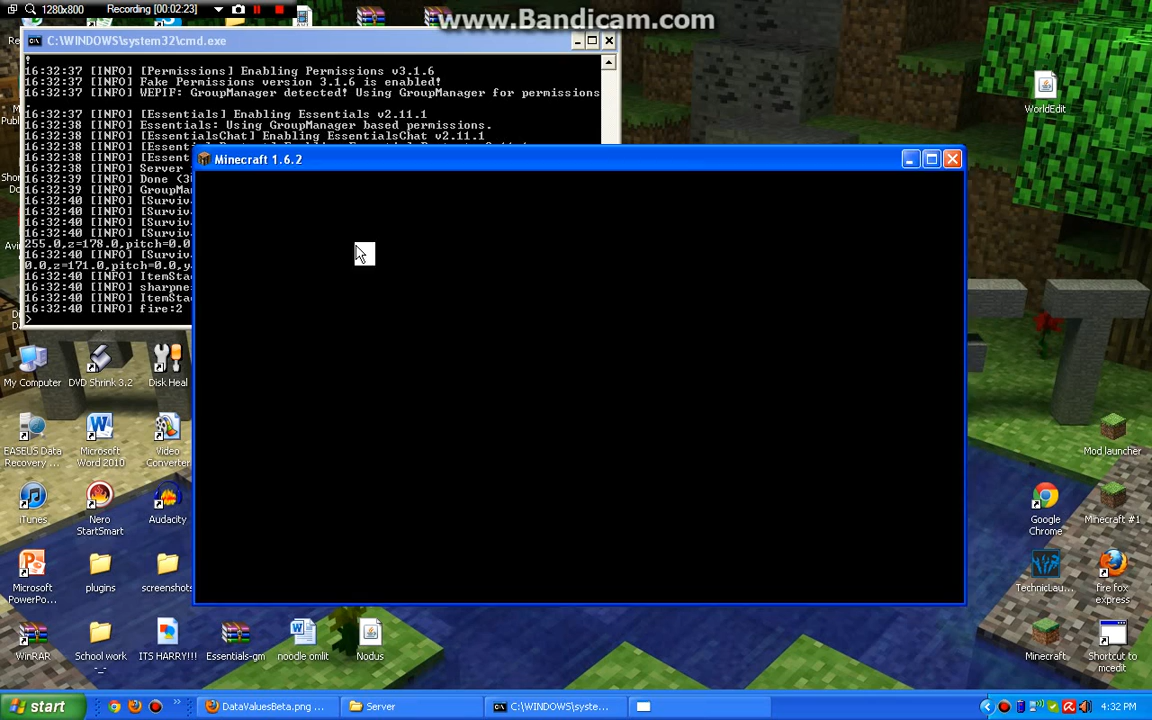 1280x800
Recording [00:02:23]
www.Bandicam.com
C:\WINDOWS\system32\cmd.exe
!
16:32:37 [INFO] [Permissions] Enabling Permissions v3.1.6
16:32:37 [INFO] Fake Permissions version 3.1.6 is enabled!
16:32:37 [INFO] WEPIF: GroupManager detected! Using GroupManager for permissions
.
16:32:37 [INFO] [Essentials] Enabling Essentials v2.11.1
16:32:38 [INFO] Essentials: Using GroupManager based permissions.
16:32:38 [INFO] [EssentialsChat] Enabling EssentialsChat v2.11.1
16:32:38 [INFO] [Essenti
16:32:38 [INFO] [Essent
16:32:38 [INFO] Server
16:32:39 [INFO] Done (3
16:32:39 [INFO] GroupMa
16:32:40 [INFO] [Surviv
16:32:40 [INFO] [Surviv
16:32:40 [INFO] [Surviv
16:32:40 [INFO] [Surviv
255.0,z=178.0,pitch=0.0
16:32:40 [INFO] [Surviv
0.0,z=171.0,pitch=0.0,y
16:32:40 [INFO] ItemSta
16:32:40 [INFO] sharpne
16:32:40 [INFO] ItemSta
16:32:40 [INFO] fire:2
>
Minecraft 1.6.2
WorldEdit
My Computer
DVD Shrink 3.2
Disk Heal
EASEUS Data Recovery ...
Microsoft Word 2010
Video Converter
Mod launcher
iTunes
Nero StartSmart
Audacity
Google Chrome
Minecraft #1
Microsoft PowerPo...
plugins
screenshots
TechnicLau...
fire fox express
WinRAR
School work -_-
ITS HARRY!!!
Essentials-gm
noodle omlit
Nodus
Minecraft
Shortcut to mcedit
start
DataValuesBeta.png ...
Server
C:\WINDOWS\syste...
4:32 PM